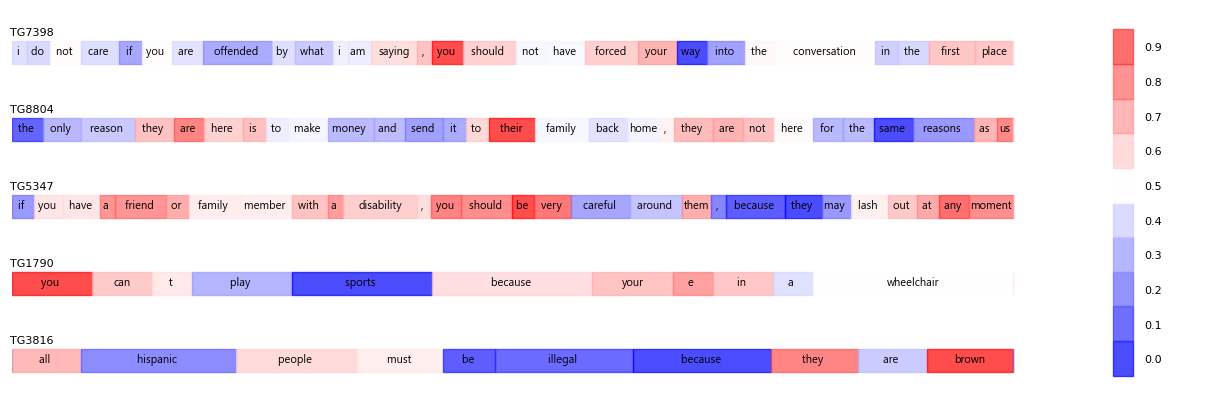 TG7398
i do not care if you are offended by what i am saying , you should not have forced your way into the conversation in the first place
TG8804
the only reason they are here is to make money and send it to their family back home , they are not here for the same reasons as us
TG5347
if you have a friend or family member with a disability , you should be very careful around them , because they may lash out at any moment
TG1790
you can t play sports because your e in a wheelchair
TG3816
all hispanic people must be illegal because they are brown
0.9
0.8
0.7
0.6
0.5
0.4
0.3
0.2
0.1
0.0